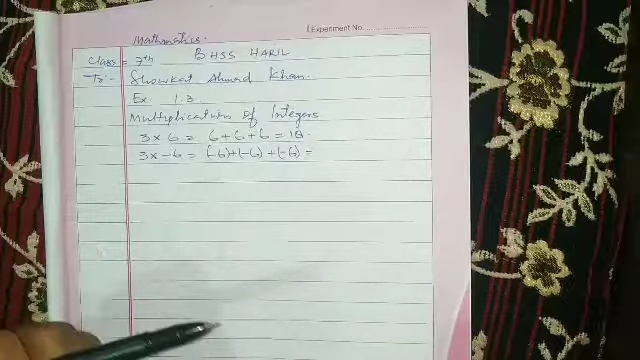 Experiment No.
Mathmatics.
Class = 7th BHSS HARIL
Tr:- Showkat Ahmad Khan.
Ex 1.3.
Multiplication of Integers
3 × 6 = 6 + 6 + 6 = 18.
3 × -6 = (-6) + (-6) + (-6) =